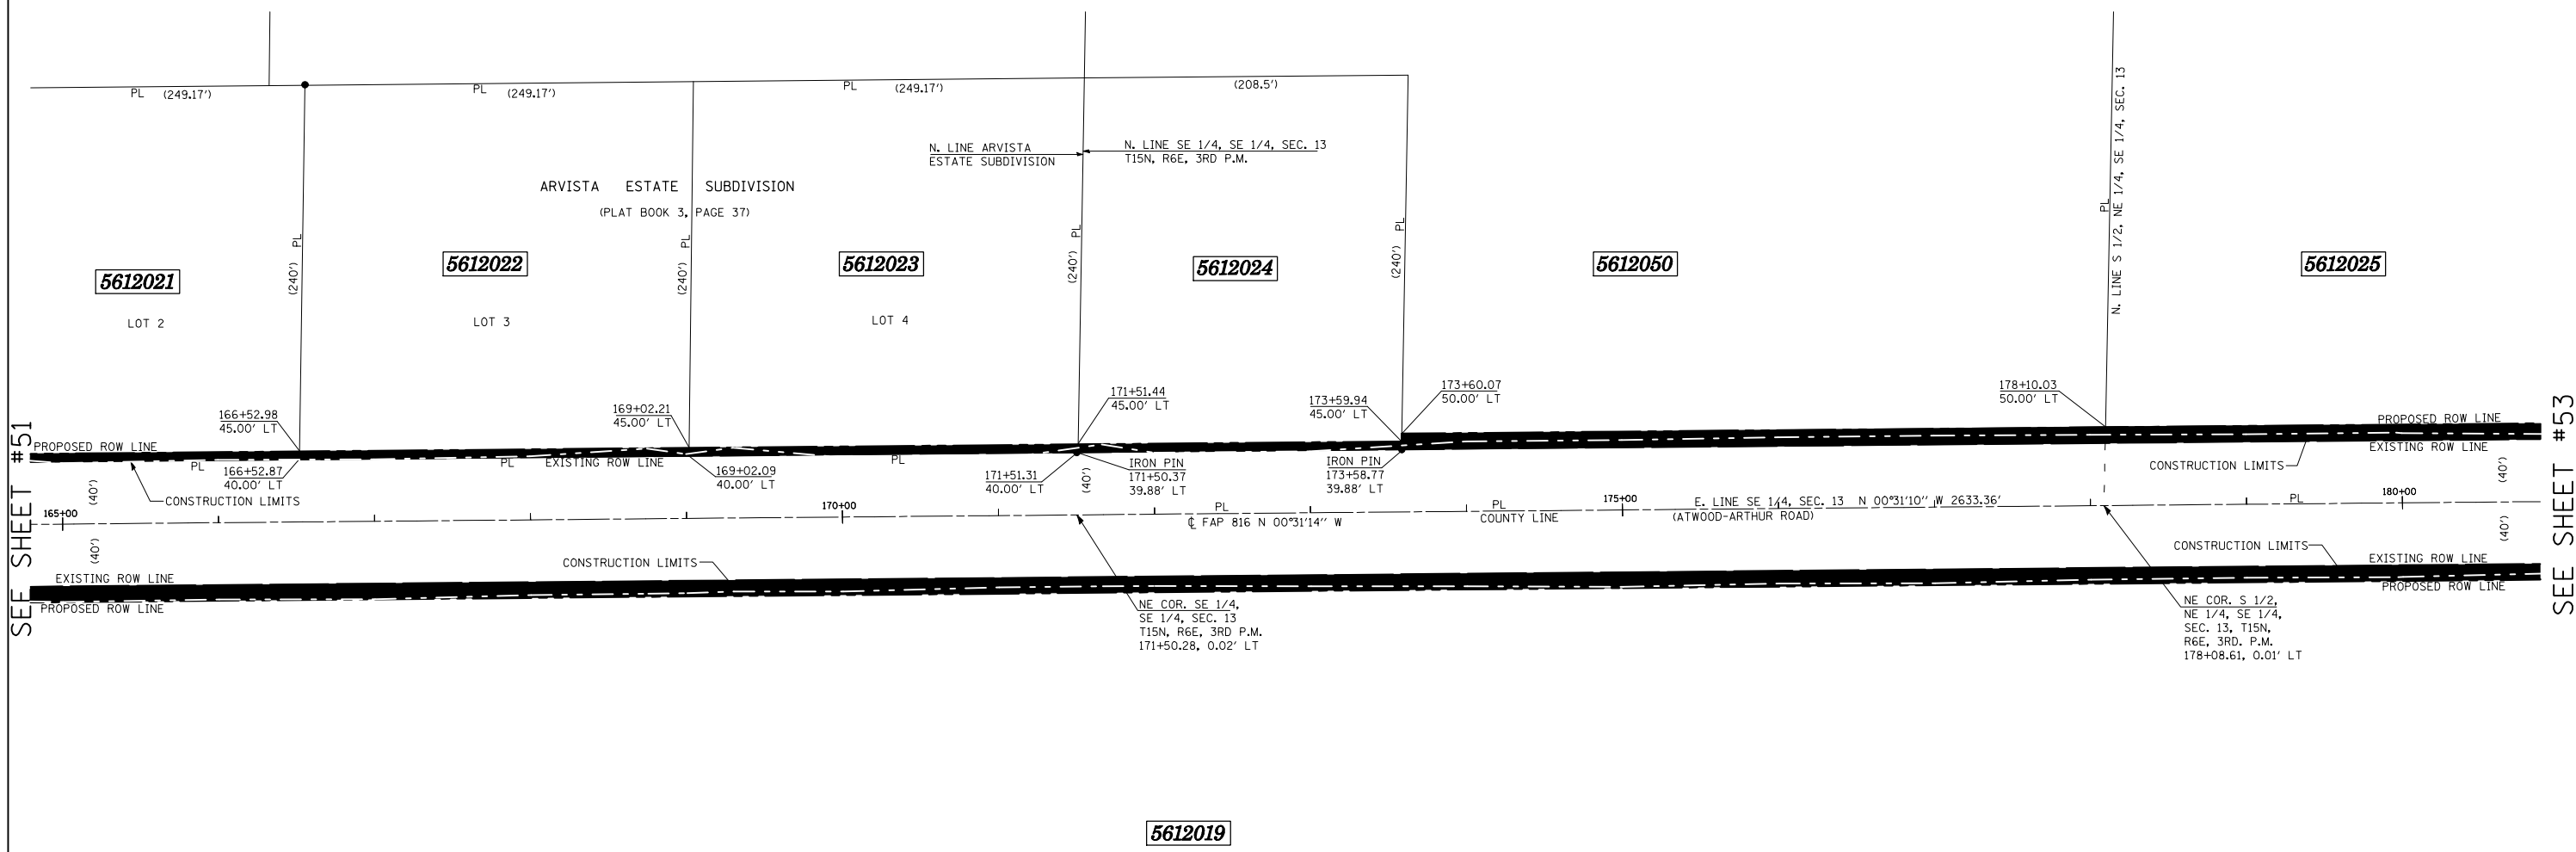 PL (249.17')
PL (249.17')
PL (249.17')
(208.5')
N. LINE S 1/2, NE 1/4, SE 1/4, SEC. 13
PL
N. LINE ARVISTA
ESTATE SUBDIVISION
N. LINE SE 1/4, SE 1/4, SEC. 13
T15N, R6E, 3RD P.M.
ARVISTA ESTATE SUBDIVISION
(PLAT BOOK 3, PAGE 37)
(240') PL
(240') PL
(240') PL
(240') PL
5612021
5612022
5612023
5612024
5612050
5612025
LOT 2
LOT 3
LOT 4
166+52.98
45.00' LT
169+02.21
45.00' LT
171+51.44
45.00' LT
173+59.94
45.00' LT
173+60.07
50.00' LT
178+10.03
50.00' LT
SEE SHEET #51
SEE SHEET #53
PROPOSED ROW LINE
PL
166+52.87
40.00' LT
PL
EXISTING ROW LINE
169+02.09
40.00' LT
PL
171+51.31
40.00' LT
IRON PIN
171+50.37
39.88' LT
IRON PIN
173+58.77
39.88' LT
PROPOSED ROW LINE
EXISTING ROW LINE
CONSTRUCTION LIMITS
CONSTRUCTION LIMITS
(40')
(40')
(40')
165+00
170+00
PL
℄ FAP 816 N 00°31'14'' W
PL
COUNTY LINE
175+00
E. LINE SE 1/4, SEC. 13 N 00°31'10'' W 2633.36'
(ATWOOD-ARTHUR ROAD)
PL
180+00
(40')
(40')
CONSTRUCTION LIMITS
CONSTRUCTION LIMITS
EXISTING ROW LINE
PROPOSED ROW LINE
EXISTING ROW LINE
PROPOSED ROW LINE
NE COR. SE 1/4,
SE 1/4, SEC. 13
T15N, R6E, 3RD P.M.
171+50.28, 0.02' LT
NE COR. S 1/2,
NE 1/4, SE 1/4,
SEC. 13, T15N,
R6E, 3RD. P.M.
178+08.61, 0.01' LT
5612019